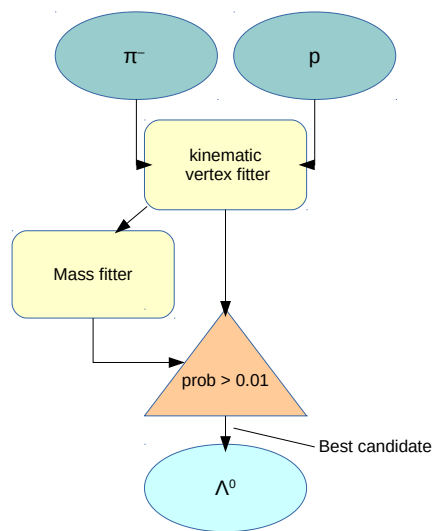 π⁻
p
kinematic
vertex fitter
Mass fitter
prob > 0.01
Best candidate
Λ⁰